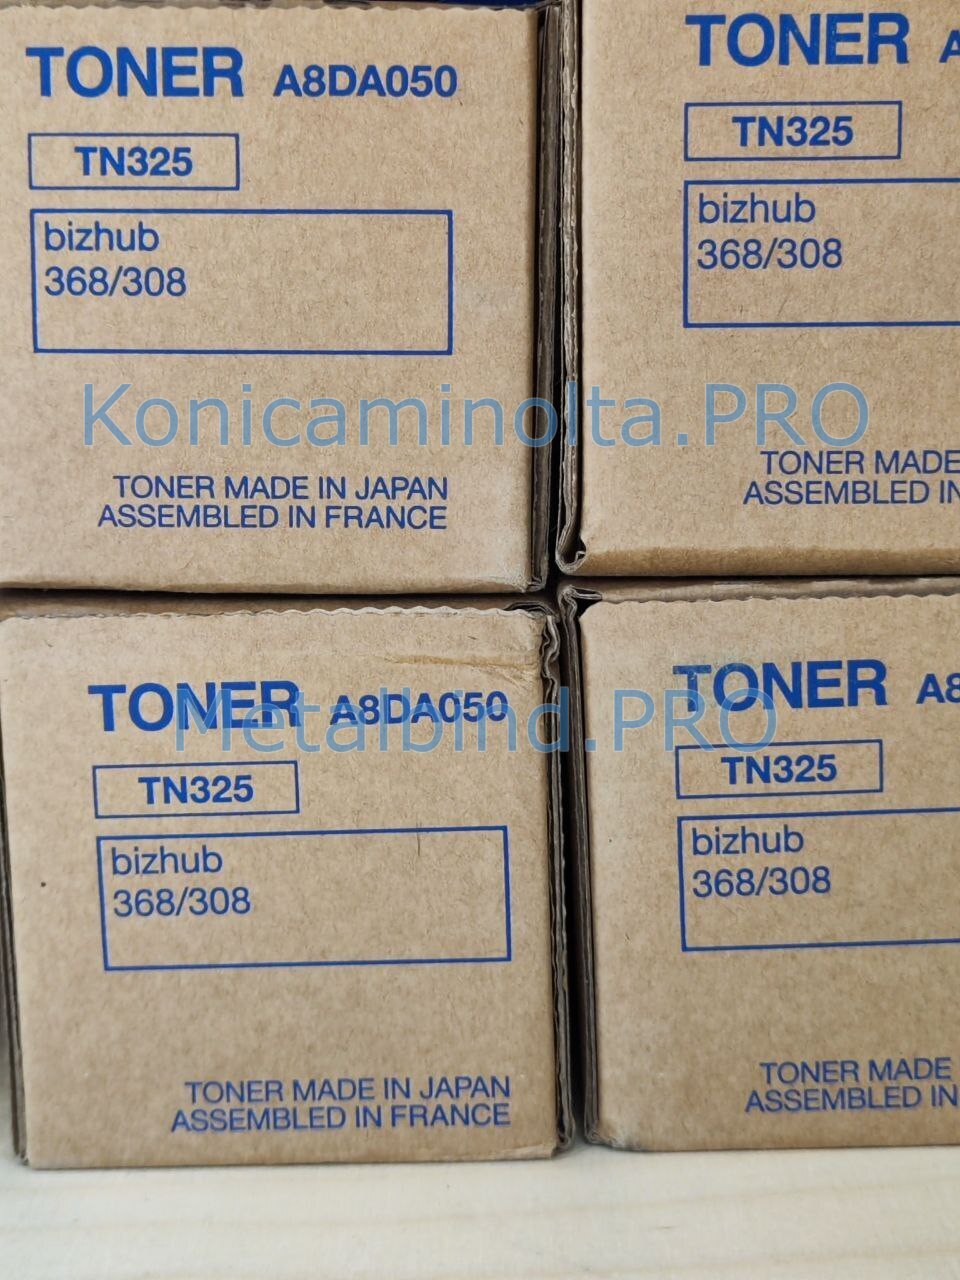 TONER A8DA050
TN325
bizhub
368/308
TONER MADE IN JAPAN
ASSEMBLED IN FRANCE
TONER A
TN325
bizhub
368/308
TONER MADE
ASSEMBLED IN
Konicaminolta.PRO
TONER A8DA050
TN325
bizhub
368/308
TONER MADE IN JAPAN
ASSEMBLED IN FRANCE
TONER A8
TN325
bizhub
368/308
TONER MADE
ASSEMBLED IN
Metalbind.PRO